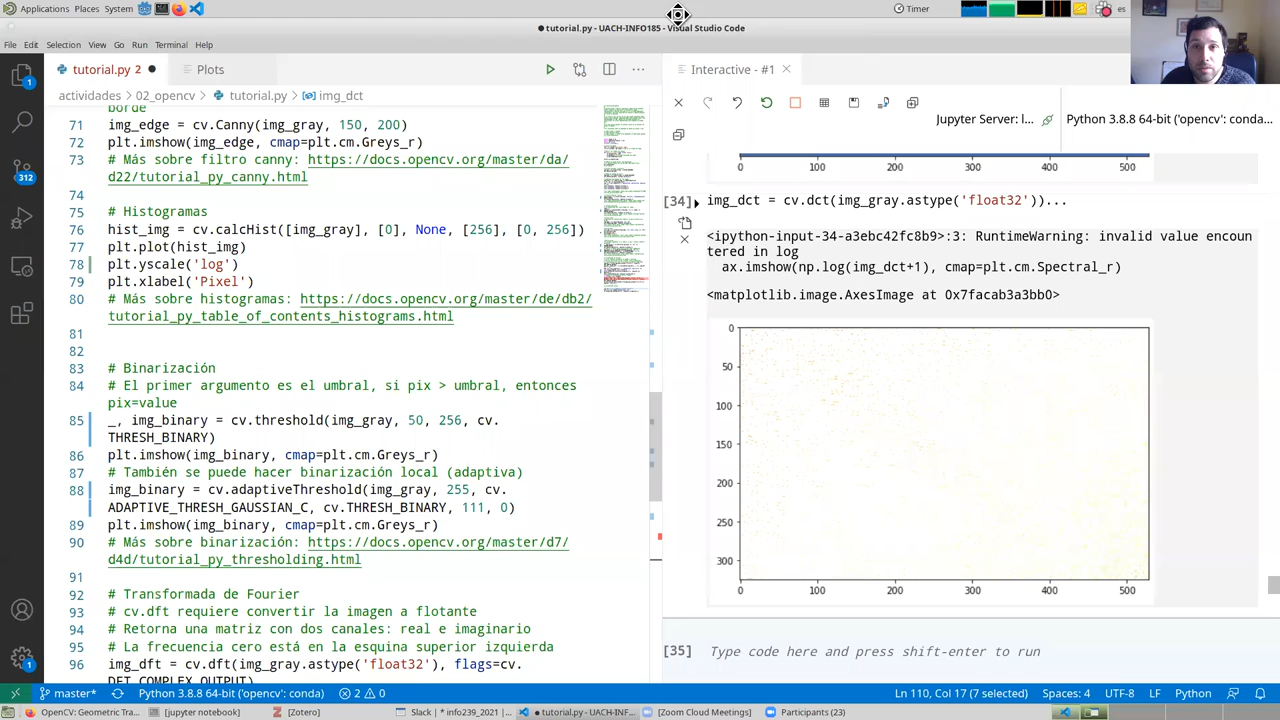 Applications Places System
Timer
es
tutorial.py - UACH-INFO185 - Visual Studio Code
File Edit Selection View Go Run Terminal Help
tutorial.py 2
Plots
Interactive - #1
actividades > 02_opencv > tutorial.py > img_dct
Jupyter Server: l...
Python 3.8.8 64-bit ('opencv': conda...
borde
200)
plt.imshow(img_edge, cmap=plt.cm.Greys_r)
73 # Más sobre filtro canny: https://docs.opencv.org/master/da/
d22/tutorial_py_canny.html
74
75 # Histogramas
76 hist_img = cv.calcHist([img_gray], [0], None, [256], [0, 256])
77 plt.plot(hist_img)
78 plt.yscale('log')
79 plt.xlabel('Pixel')
80 # Más sobre histogramas: https://docs.opencv.org/master/de/db2/
tutorial_py_table_of_contents_histograms.html
81
82
83 # Binarización
84 # El primer argumento es el umbral, si pix > umbral, entonces
pix=value
85 _, img_binary = cv.threshold(img_gray, 50, 256, cv.
THRESH_BINARY)
86 plt.imshow(img_binary, cmap=plt.cm.Greys_r)
87 # También se puede hacer binarización local (adaptiva)
88 img_binary = cv.adaptiveThreshold(img_gray, 255, cv.
ADAPTIVE_THRESH_GAUSSIAN_C, cv.THRESH_BINARY, 111, 0)
89 plt.imshow(img_binary, cmap=plt.cm.Greys_r)
90 # Más sobre binarización: https://docs.opencv.org/master/d7/
d4d/tutorial_py_thresholding.html
91
92 # Transformada de Fourier
93 # cv.dft requiere convertir la imagen a flotante
94 # Retorna una matriz con dos canales: real e imaginario
95 # La frecuencia cero está en la esquina superior izquierda
96 img_dft = cv.dft(img_gray.astype('float32'), flags=cv.
DFT_COMPLEX_OUTPUT)
0 100 200 300 400 500
[34] img_dct = cv.dct(img_gray.astype('float32'))...
RuntimeWarning: invalid value encoun
tered in log
ax.imshow(np.log(img_dct+1), cmap=plt.cm.Spectral_r)
<matplotlib.image.AxesImage at 0x7facab3a3bb0>
0
50
100
150
200
250
300
0 100 200 300 400 500
[35] Type code here and press shift-enter to run
1
312
1
master* Python 3.8.8 64-bit ('opencv': conda) 2 0
Ln 110, Col 17 (7 selected) Spaces: 4 UTF-8 LF Python
OpenCV: Geometric Tra... [jupyter notebook] [Zotero] Slack | * info239_2021 | ... tutorial.py - UACH-INF... [Zoom Cloud Meetings] Participants (23)